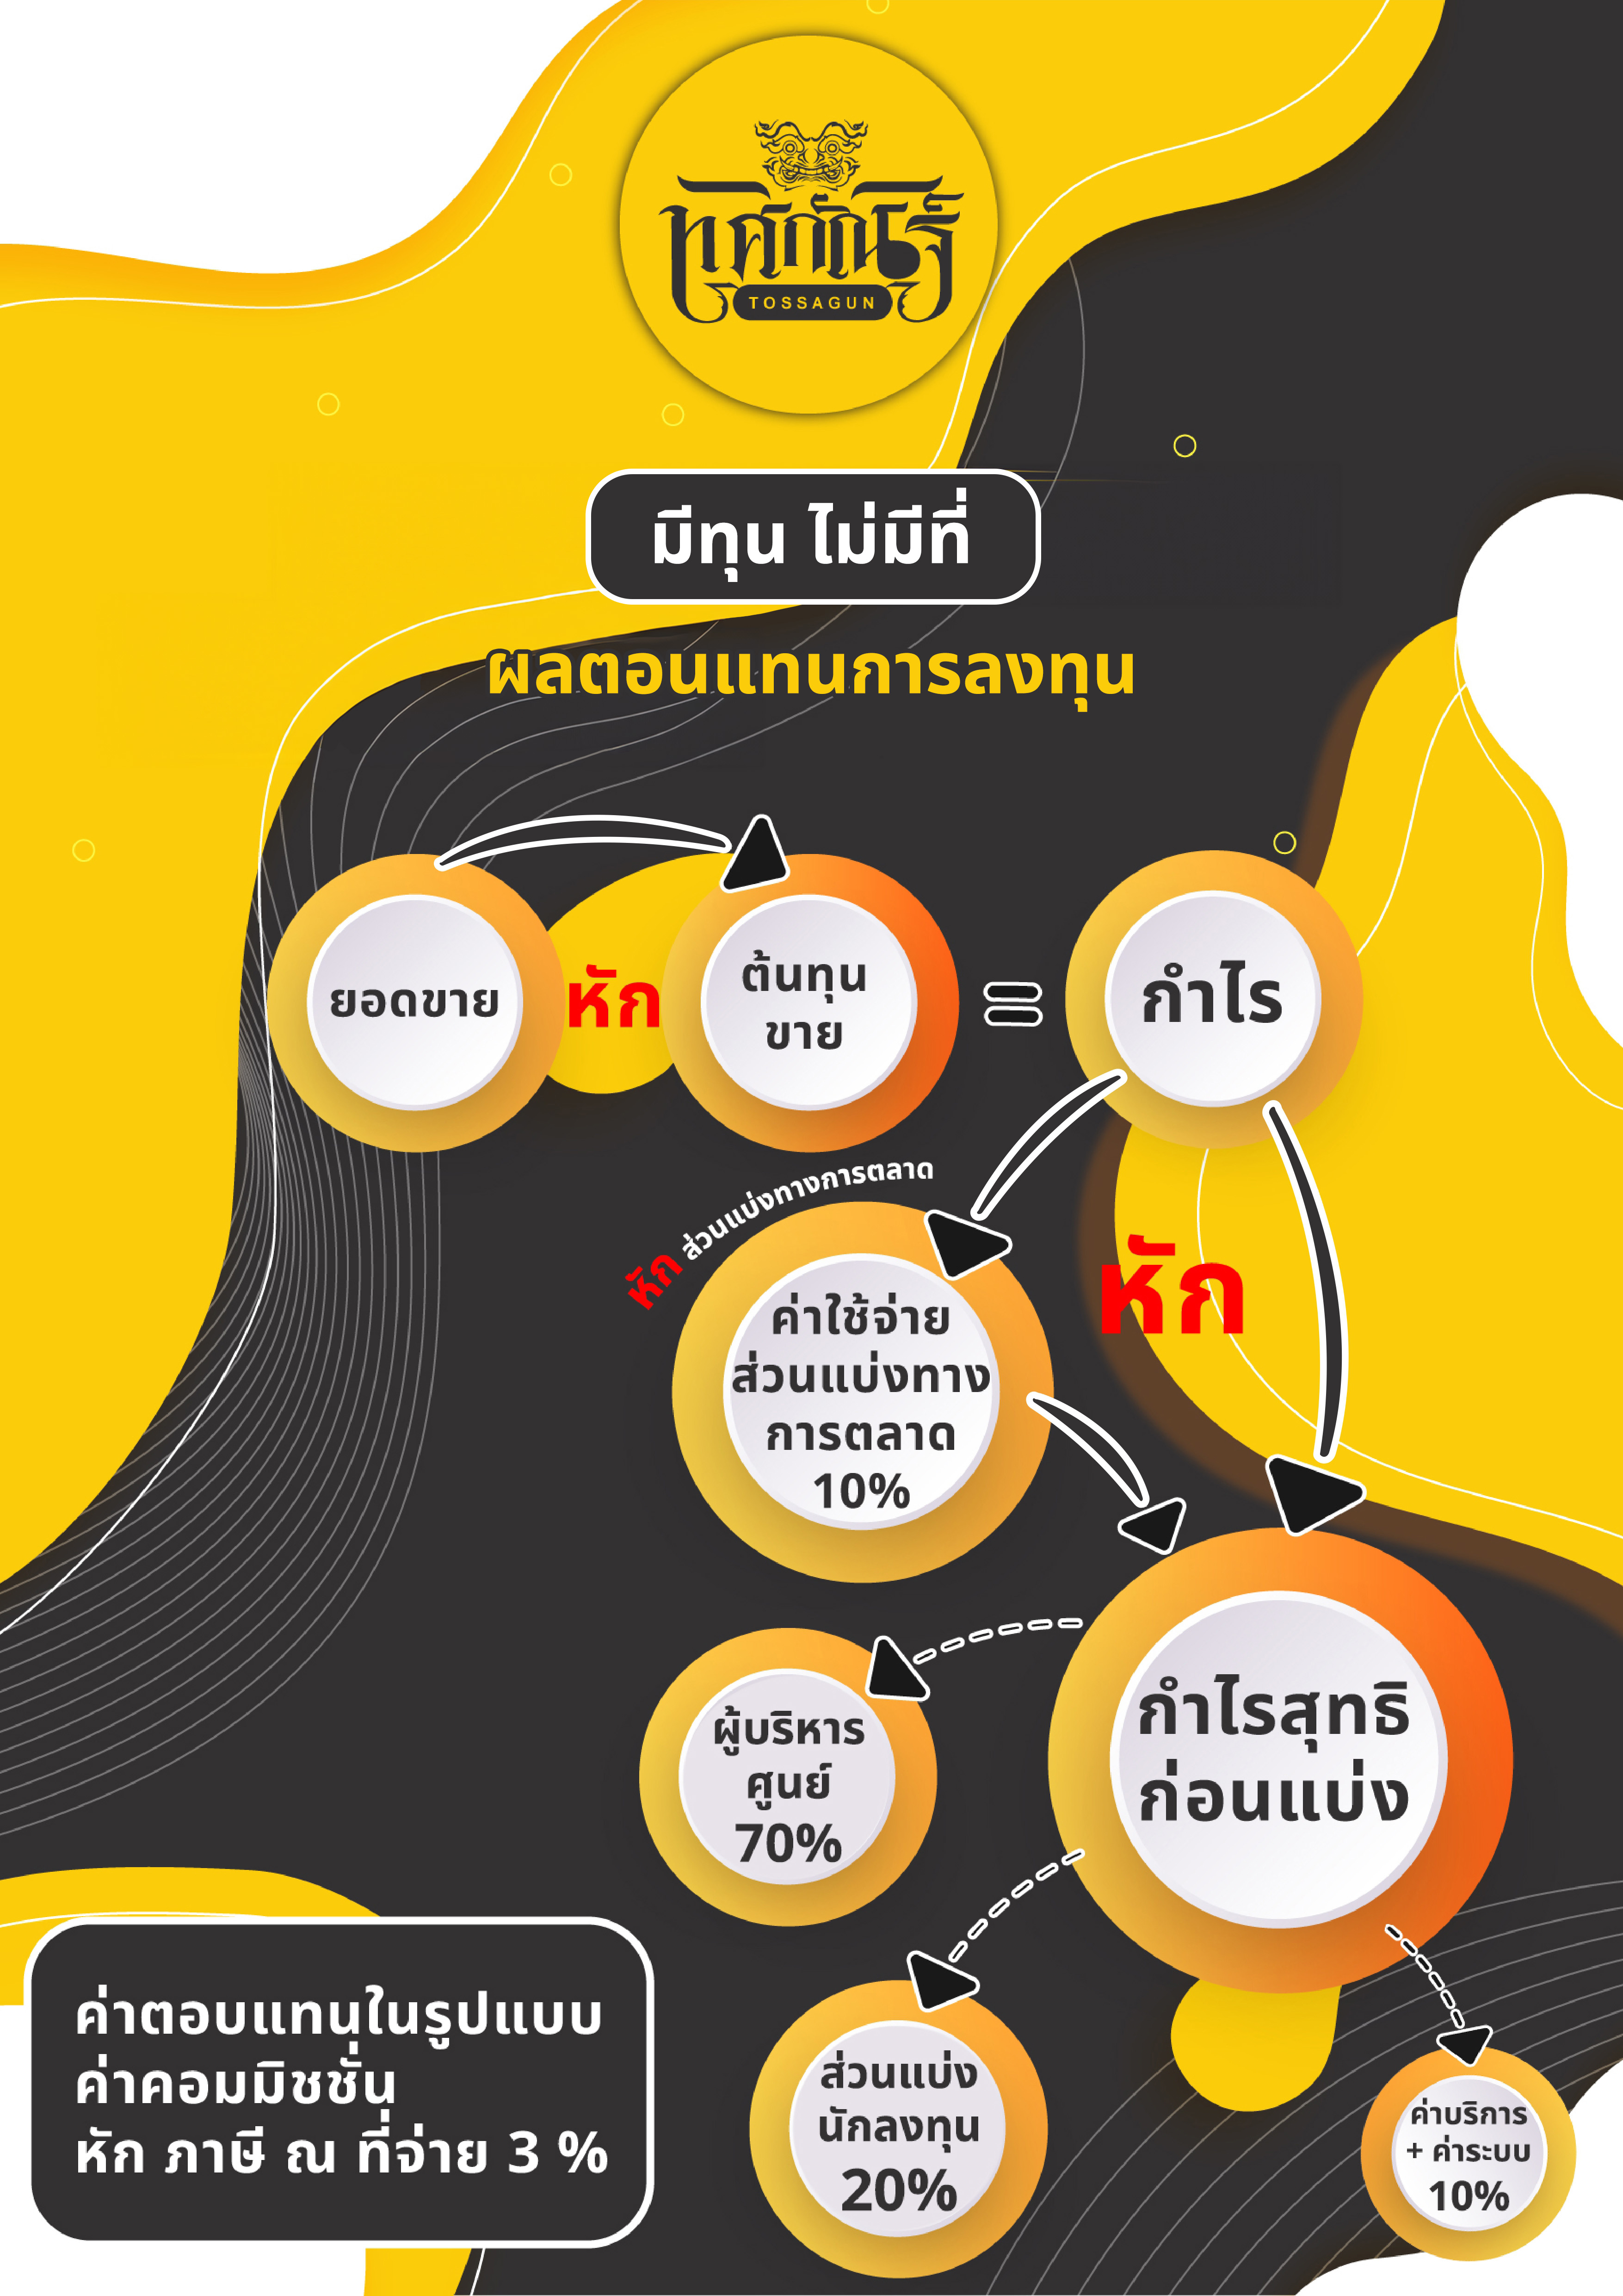 ทศกัณฐ์
TOSSAGUN
มีทุน ไม่มีที่
ผลตอนแทนการลงทุน
ยอดขาย
หัก
ต้นทุน
ขาย
=
กำไร
หัก ส่วนแบ่งทางการตลาด
ค่าใช้จ่าย
ส่วนแบ่งทาง
การตลาด
10%
หัก
กำไรสุทธิ
ก่อนแบ่ง
ผู้บริหาร
ศูนย์
70%
ส่วนแบ่ง
นักลงทุน
20%
ค่าบริการ
+ ค่าระบบ
10%
ค่าตอบแทนในรูปแบบ
ค่าคอมมิชชั่น
หัก ภาษี ณ ที่จ่าย 3 %